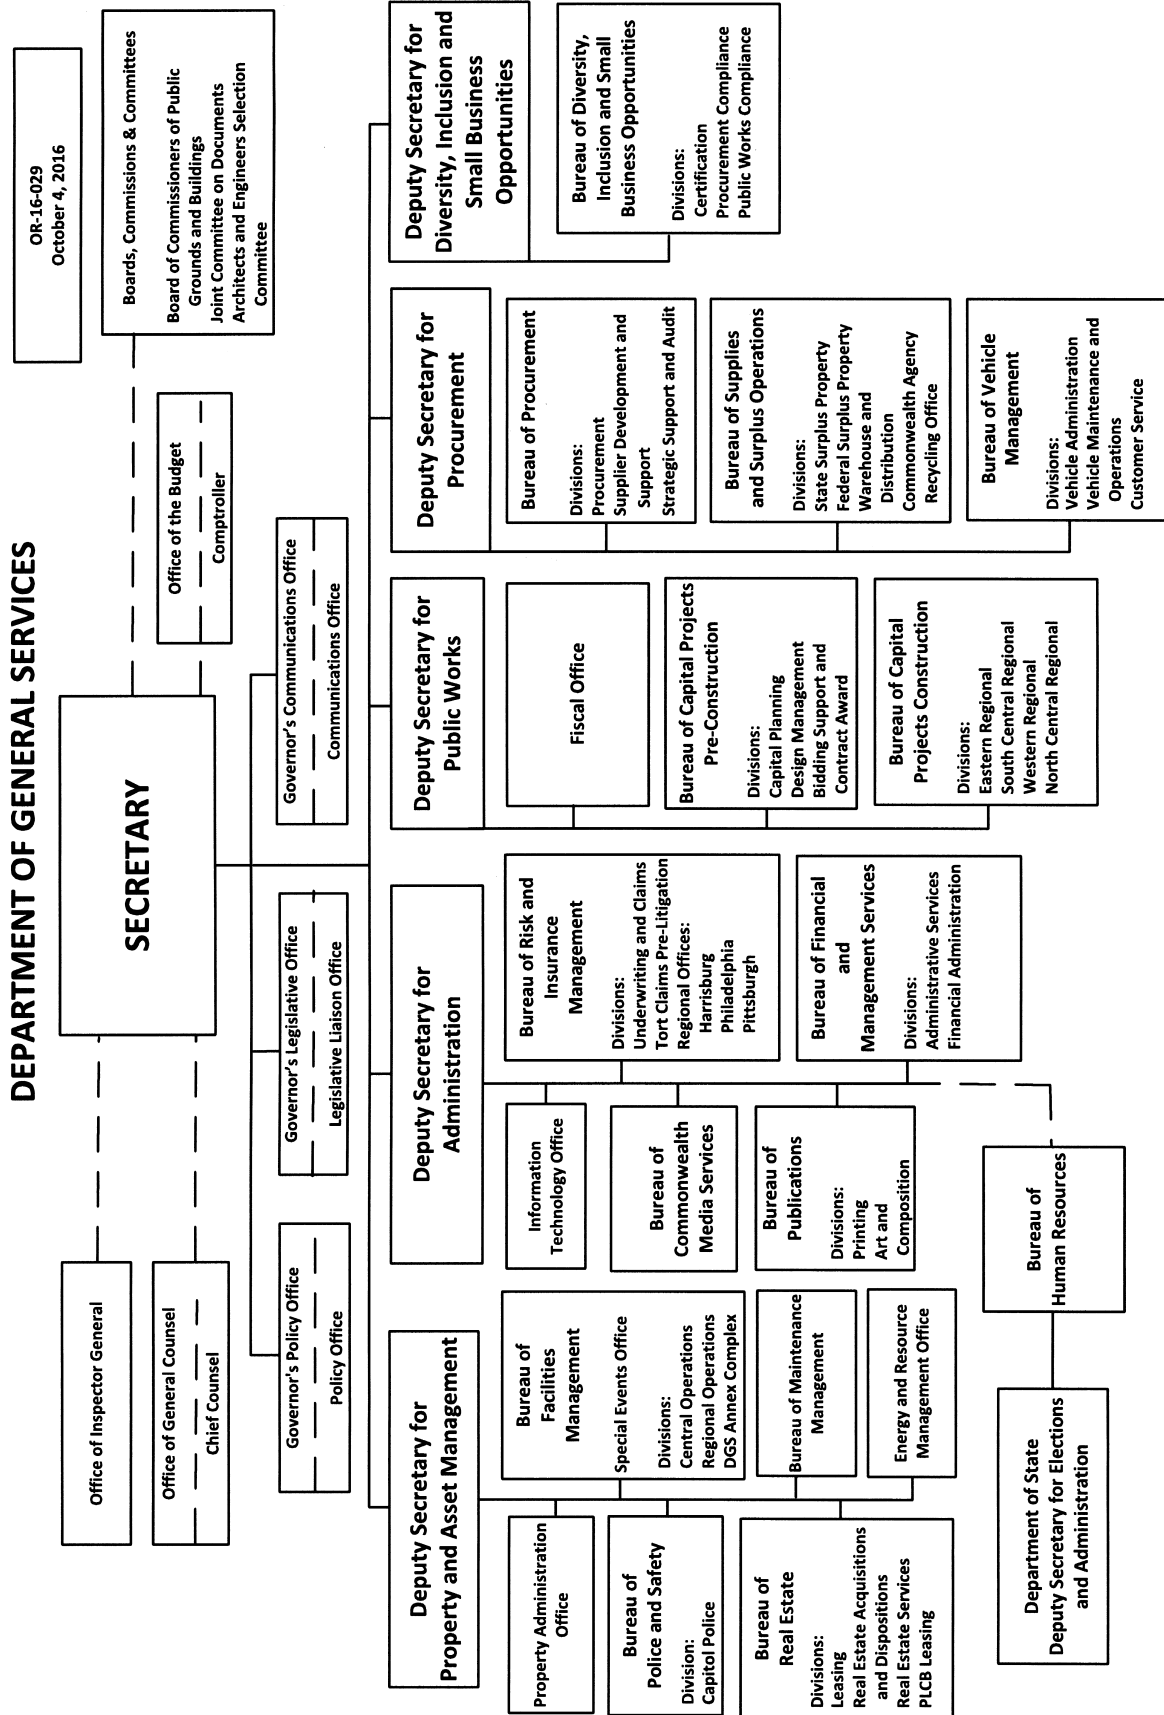 DEPARTMENT OF GENERAL SERVICES
OR-16-029
October 4, 2016
SECRETARY
Office of Inspector General
Office of General Counsel
Chief Counsel
Boards, Commissions & Committees
Board of Commissioners of Public
Grounds and Buildings
Joint Committee on Documents
Architects and Engineers Selection
Committee
Office of the Budget
Comptroller
Governor's Policy Office
Policy Office
Governor's Legislative Office
Legislative Liaison Office
Governor's Communications Office
Communications Office
Deputy Secretary for
Property and Asset Management
Property Administration
Office
Bureau of
Police and Safety
Division:
Capitol Police
Bureau of
Real Estate
Divisions:
Leasing
Real Estate Acquisitions
and Dispositions
Real Estate Services
PLCB Leasing
Bureau of
Facilities
Management
Special Events Office
Divisions:
Central Operations
Regional Operations
DGS Annex Complex
Bureau of Maintenance
Management
Energy and Resource
Management Office
Deputy Secretary for
Administration
Information
Technology Office
Bureau of
Commonwealth
Media Services
Bureau of
Publications
Divisions:
Printing
Art and
Composition
Bureau of Risk and
Insurance
Management
Divisions:
Underwriting and Claims
Tort Claims Pre-Litigation
Regional Offices:
Harrisburg
Philadelphia
Pittsburgh
Bureau of Financial
and
Management Services
Divisions:
Administrative Services
Financial Administration
Bureau of
Human Resources
Department of State
Deputy Secretary for Elections
and Administration
Deputy Secretary for
Public Works
Fiscal Office
Bureau of Capital Projects
Pre-Construction
Divisions:
Capital Planning
Design Management
Bidding Support and
Contract Award
Bureau of Capital
Projects Construction
Divisions:
Eastern Regional
South Central Regional
Western Regional
North Central Regional
Deputy Secretary for
Procurement
Bureau of Procurement
Divisions:
Procurement
Supplier Development and
Support
Strategic Support and Audit
Bureau of Supplies
and Surplus Operations
Divisions:
State Surplus Property
Federal Surplus Property
Warehouse and
Distribution
Commonwealth Agency
Recycling Office
Bureau of Vehicle
Management
Divisions:
Vehicle Administration
Vehicle Maintenance and
Operations
Customer Service
Deputy Secretary for
Diversity, Inclusion and
Small Business
Opportunities
Bureau of Diversity,
Inclusion and Small
Business Opportunities
Divisions:
Certification
Procurement Compliance
Public Works Compliance